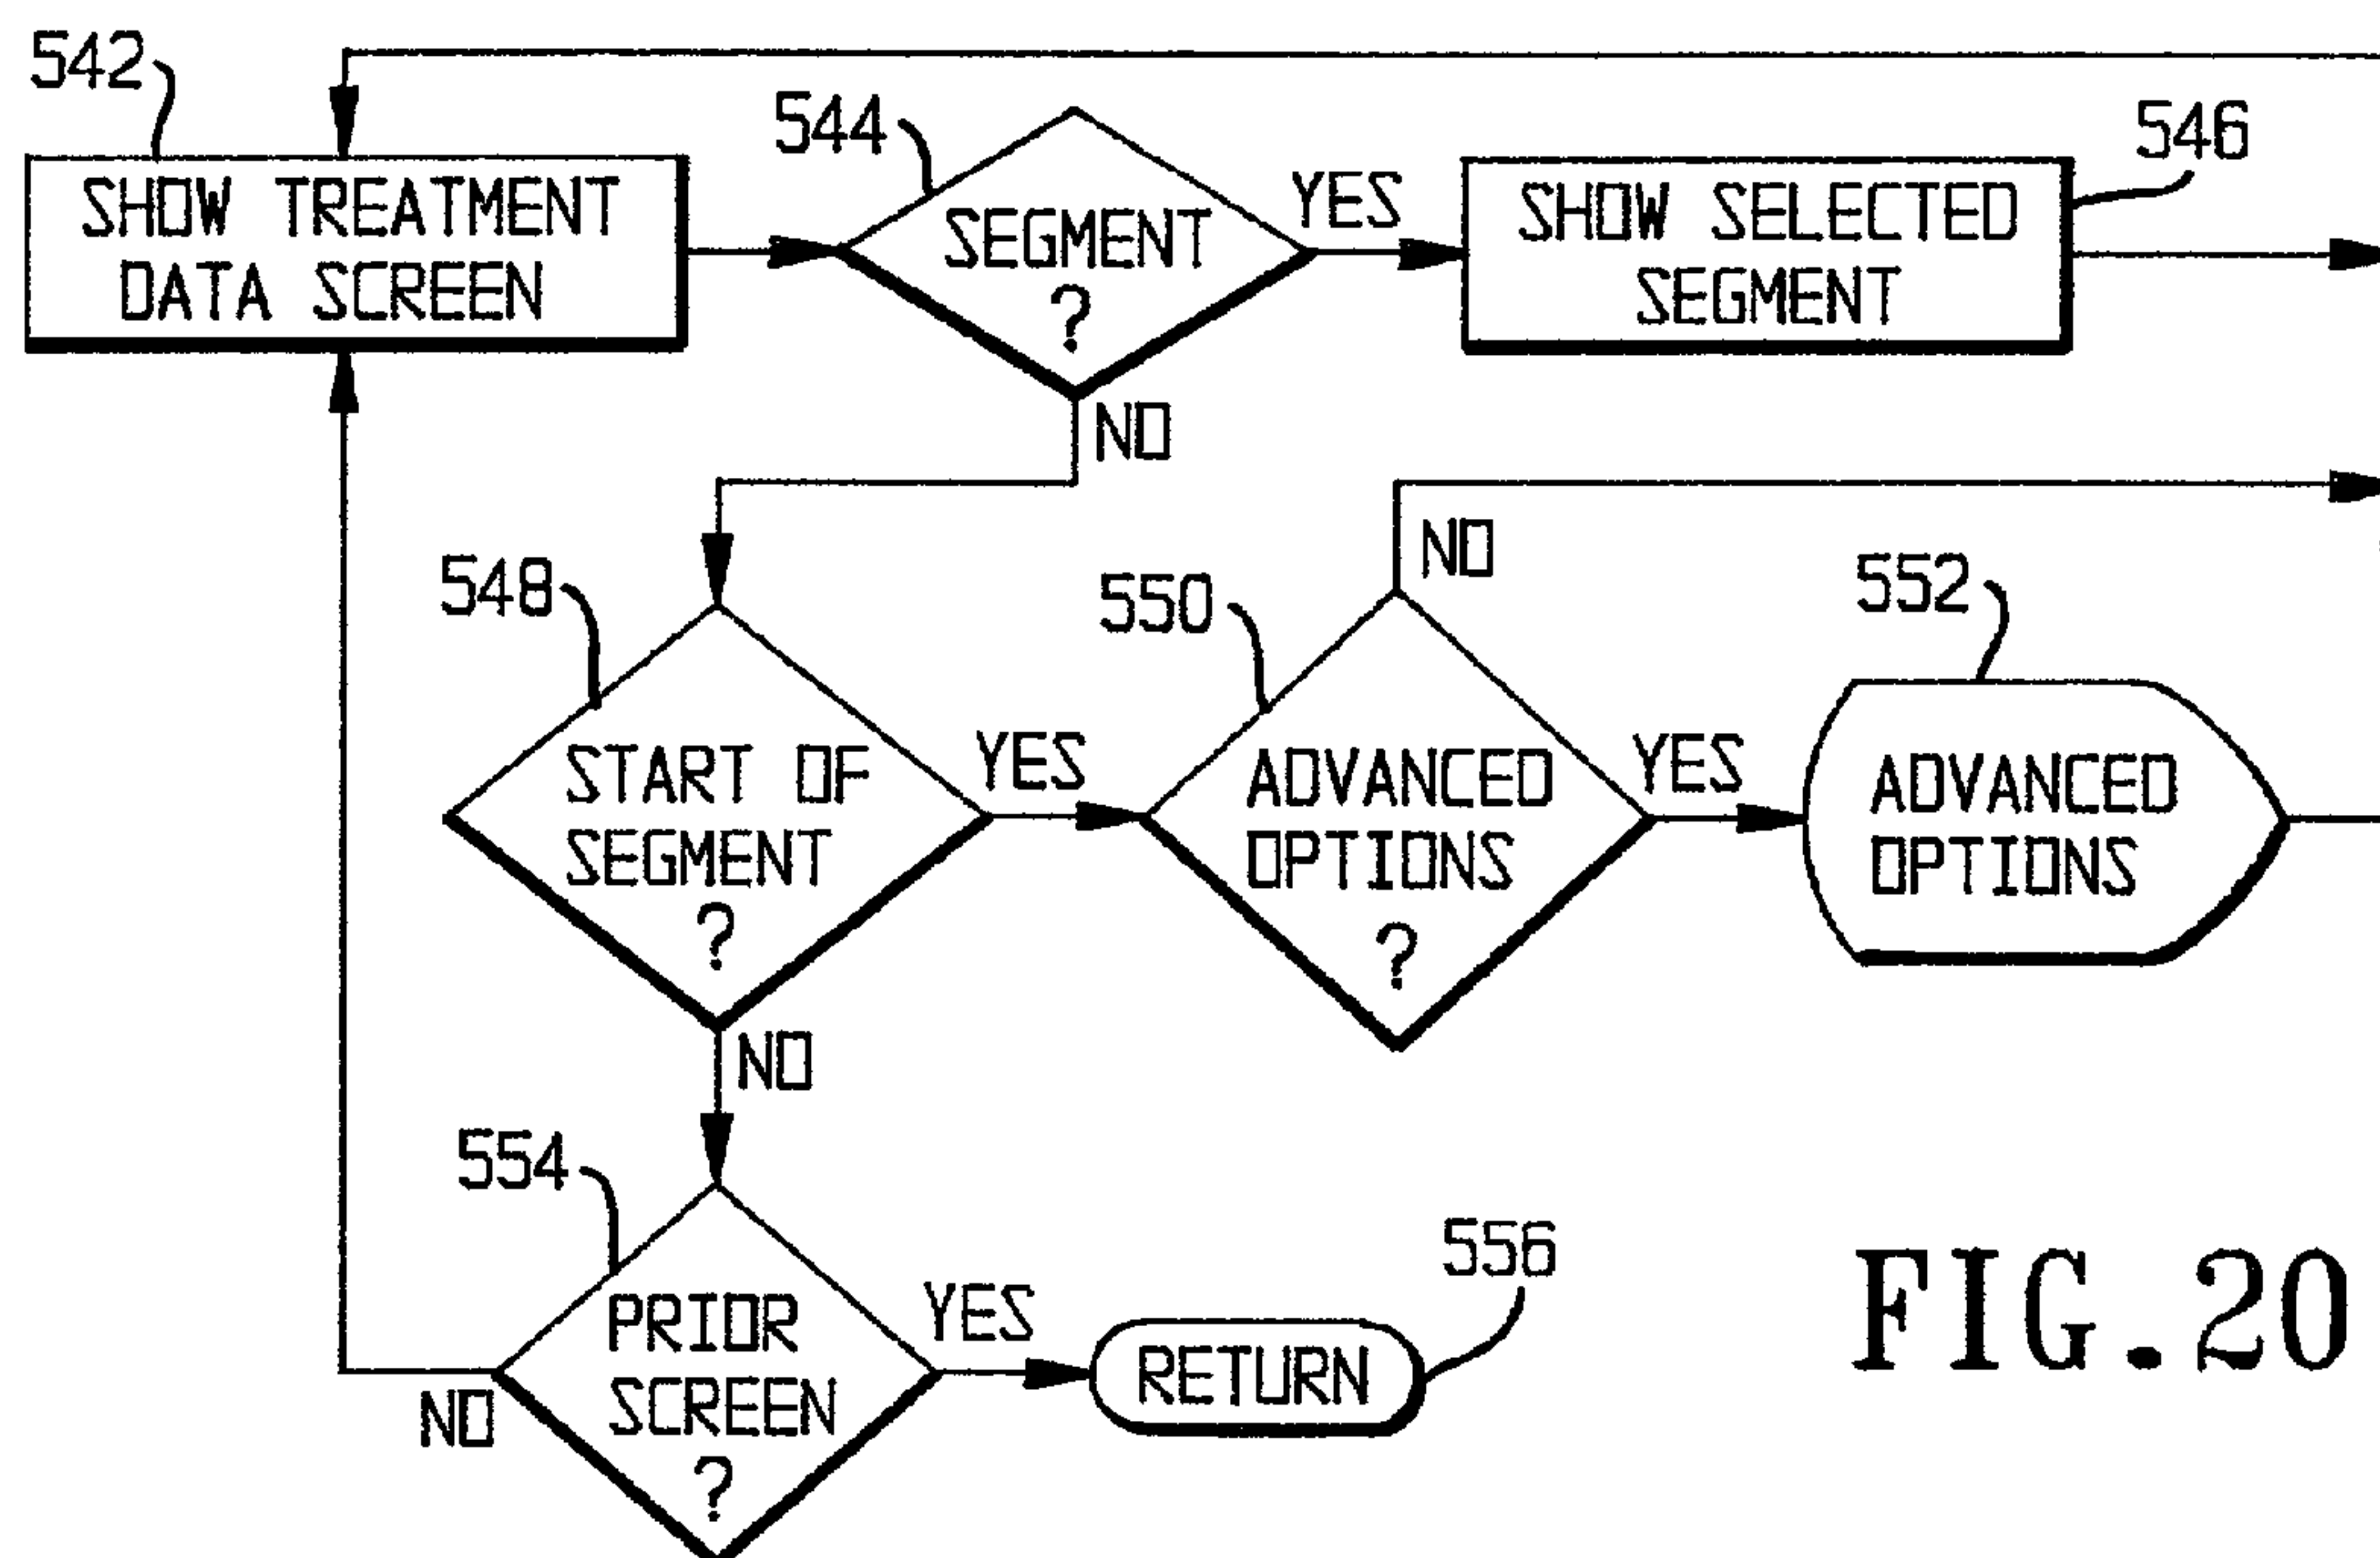 542
544
546
SHOW TREATMENT
DATA SCREEN
SEGMENT
?
YES
SHOW SELECTED
SEGMENT
NO
548
550
NO
552
START OF
SEGMENT
?
YES
ADVANCED
OPTIONS
?
YES
ADVANCED
OPTIONS
NO
554
556
PRIOR
SCREEN
?
YES
RETURN
NO
FIG.20